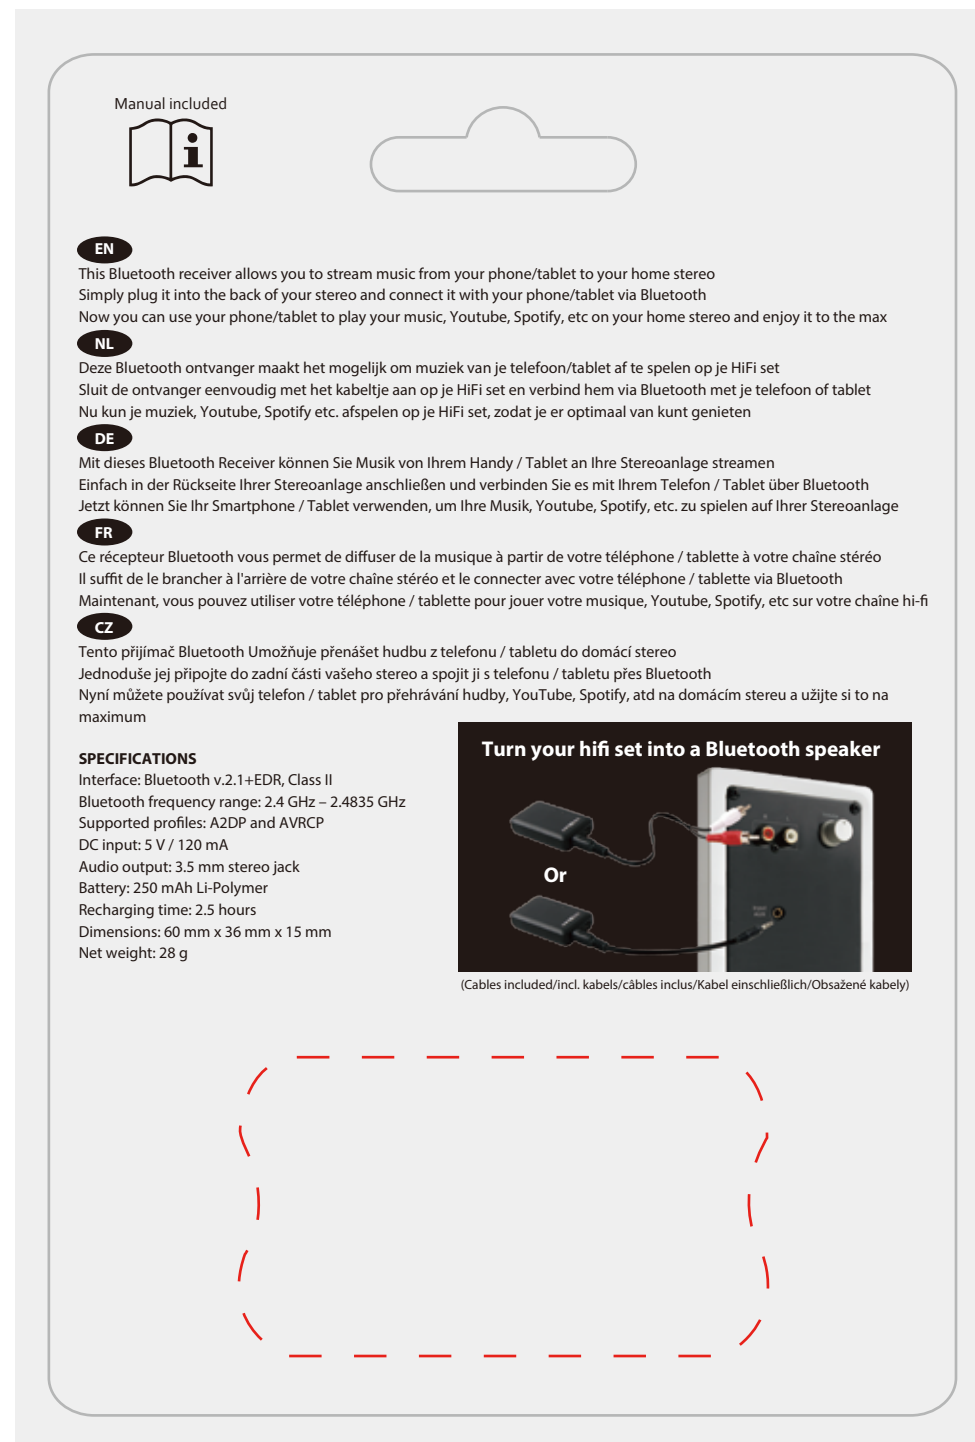 Manual included
i
EN
This Bluetooth receiver allows you to stream music from your phone/tablet to your home stereo
Simply plug it into the back of your stereo and connect it with your phone/tablet via Bluetooth
Now you can use your phone/tablet to play your music, Youtube, Spotify, etc on your home stereo and enjoy it to the max
NL
Deze Bluetooth ontvanger maakt het mogelijk om muziek van je telefoon/tablet af te spelen op je HiFi set
Sluit de ontvanger eenvoudig met het kabeltje aan op je HiFi set en verbind hem via Bluetooth met je telefoon of tablet
Nu kun je muziek, Youtube, Spotify etc. afspelen op je HiFi set, zodat je er optimaal van kunt genieten
DE
Mit dieses Bluetooth Receiver können Sie Musik von Ihrem Handy / Tablet an Ihre Stereoanlage streamen
Einfach in der Rückseite Ihrer Stereoanlage anschließen und verbinden Sie es mit Ihrem Telefon / Tablet über Bluetooth
Jetzt können Sie Ihr Smartphone / Tablet verwenden, um Ihre Musik, Youtube, Spotify, etc. zu spielen auf Ihrer Stereoanlage
FR
Ce récepteur Bluetooth vous permet de diffuser de la musique à partir de votre téléphone / tablette à votre chaîne stéréo
Il suffit de le brancher à l'arrière de votre chaîne stéréo et le connecter avec votre téléphone / tablette via Bluetooth
Maintenant, vous pouvez utiliser votre téléphone / tablette pour jouer votre musique, Youtube, Spotify, etc sur votre chaîne hi-fi
CZ
Tento přijímač Bluetooth Umožňuje přenášet hudbu z telefonu / tabletu do domácí stereo
Jednoduše jej připojte do zadní části vašeho stereo a spojit ji s telefonu / tabletu přes Bluetooth
Nyní můžete používat svůj telefon / tablet pro přehrávání hudby, YouTube, Spotify, atd na domácím stereu a užijte si to na
maximum
SPECIFICATIONS
Interface: Bluetooth v.2.1+EDR, Class II
Bluetooth frequency range: 2.4 GHz – 2.4835 GHz
Supported profiles: A2DP and AVRCP
DC input: 5 V / 120 mA
Audio output: 3.5 mm stereo jack
Battery: 250 mAh Li-Polymer
Recharging time: 2.5 hours
Dimensions: 60 mm x 36 mm x 15 mm
Net weight: 28 g
Turn your hifi set into a Bluetooth speaker
Or
(Cables included/incl. kabels/câbles inclus/Kabel einschließlich/Obsažené kabely)